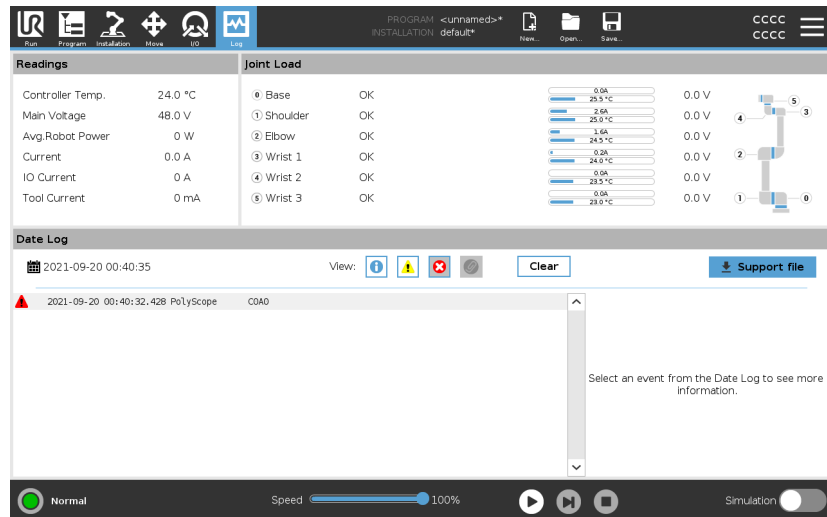 PROGRAM <unnamed>* CCCC
INSTALLATION default* CCCC
Run Program Installation Move I/O Log New... Open... Save...
Readings
Controller Temp. 24.0 °C
Main Voltage 48.0 V
Avg.Robot Power 0 W
Current 0.0 A
IO Current 0 A
Tool Current 0 mA
Joint Load
0 Base OK 0.0A 25.5 °C 0.0 V
1 Shoulder OK 2.6A 25.0 °C 0.0 V
2 Elbow OK 1.6A 24.5 °C 0.0 V
3 Wrist 1 OK 0.2A 24.0 °C 0.0 V
4 Wrist 2 OK 0.0A 23.5 °C 0.0 V
5 Wrist 3 OK 0.0A 23.0 °C 0.0 V
5
4 3
2
1 0
Date Log
2021-09-20 00:40:35 View: Clear Support file
2021-09-20 00:40:32.428 PolyScope C0A0
Select an event from the Date Log to see more
information.
Normal Speed 100% Simulation